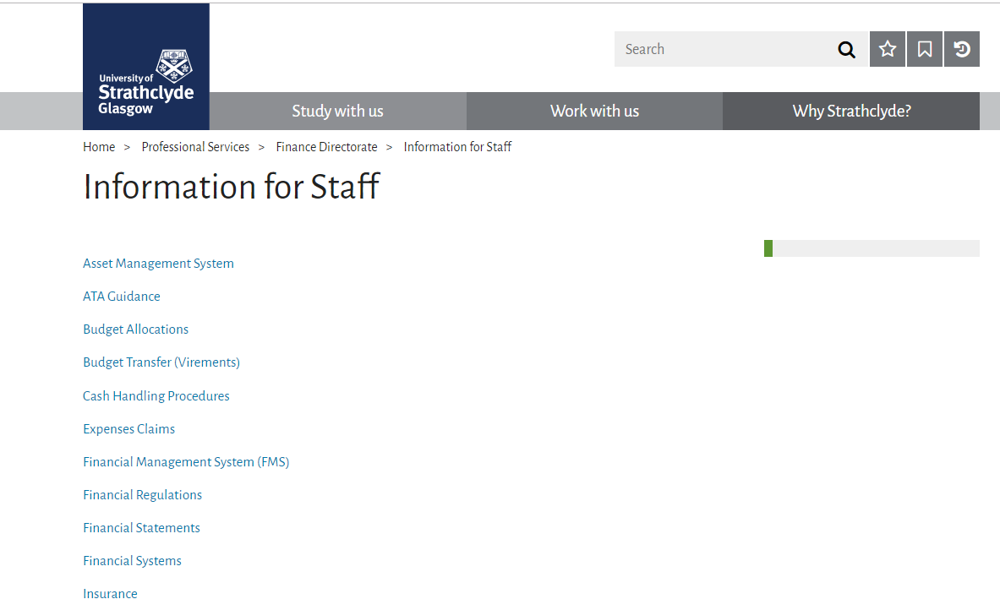 University of
Strathclyde
Glasgow
Search
Study with us
Work with us
Why Strathclyde?
Home > Professional Services > Finance Directorate > Information for Staff
Information for Staff
Asset Management System
ATA Guidance
Budget Allocations
Budget Transfer (Virements)
Cash Handling Procedures
Expenses Claims
Financial Management System (FMS)
Financial Regulations
Financial Statements
Financial Systems
Insurance